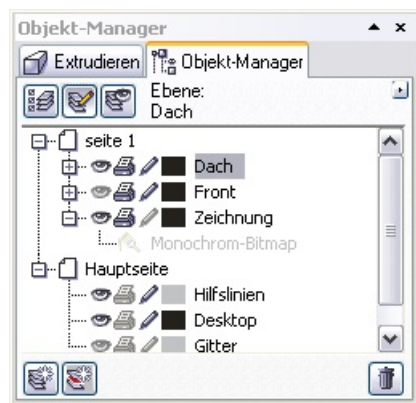 Objekt-Manager
Extrudieren Objekt-Manager
Ebene:
Dach
seite 1
Dach
Front
Zeichnung
Monochrom-Bitmap
Hauptseite
Hilfslinien
Desktop
Gitter